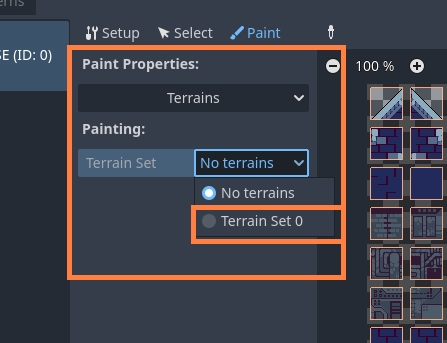 Setup Select Paint
SE (ID: 0)
Paint Properties:
100 %
Terrains
Painting:
Terrain Set No terrains
No terrains
Terrain Set 0